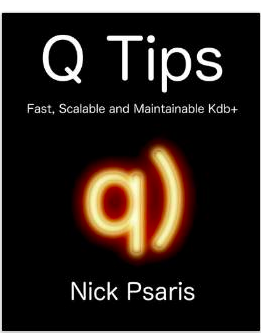 Q Tips
Fast, Scalable and Maintainable Kdb+
q)
Nick Psaris